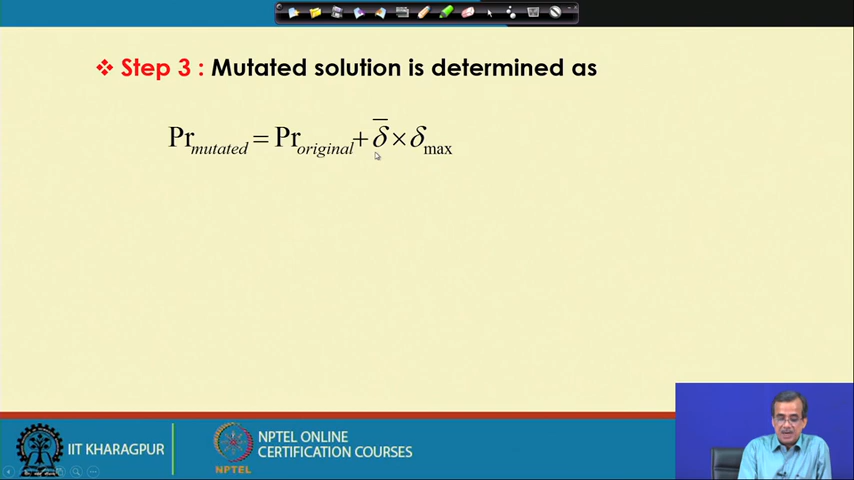 ❖ Step 3 : Mutated solution is determined as
Pr_mutated = Pr_original + δ̄ × δ_max
IIT KHARAGPUR
NPTEL
NPTEL ONLINE
CERTIFICATION COURSES